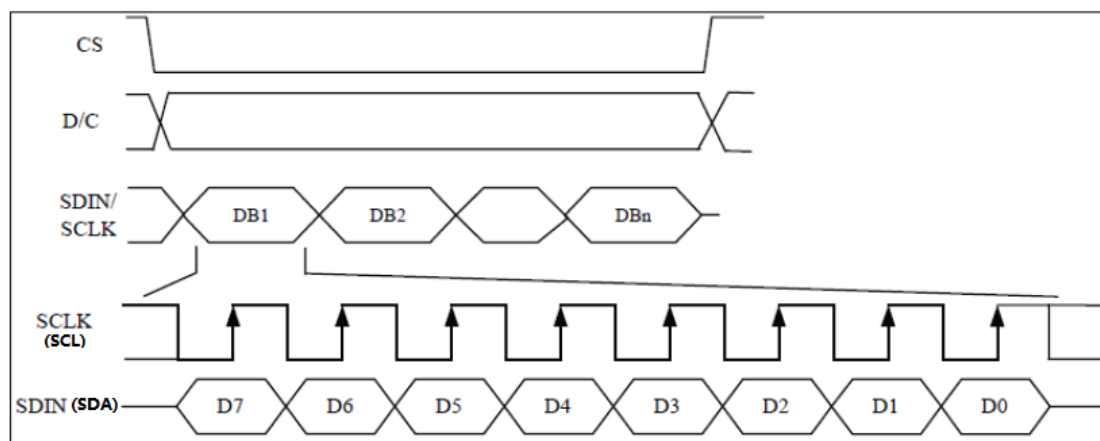 CS
D/C
SDIN/
SCLK
DB1 DB2 DBn
SCLK
(SCL)
SDIN (SDA) D7 D6 D5 D4 D3 D2 D1 D0